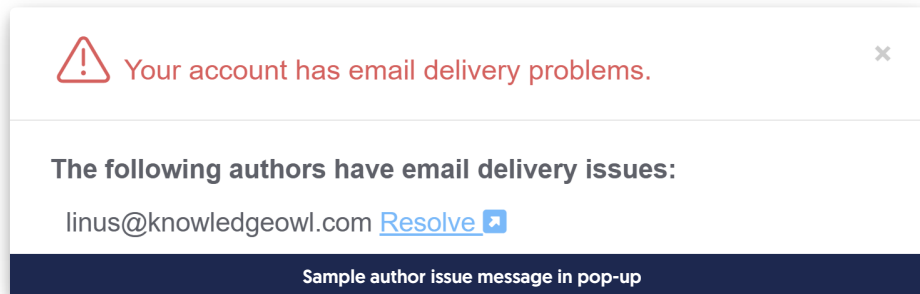 Your account has email delivery problems.
×
The following authors have email delivery issues:
linus@knowledgeowl.com Resolve
Sample author issue message in pop-up